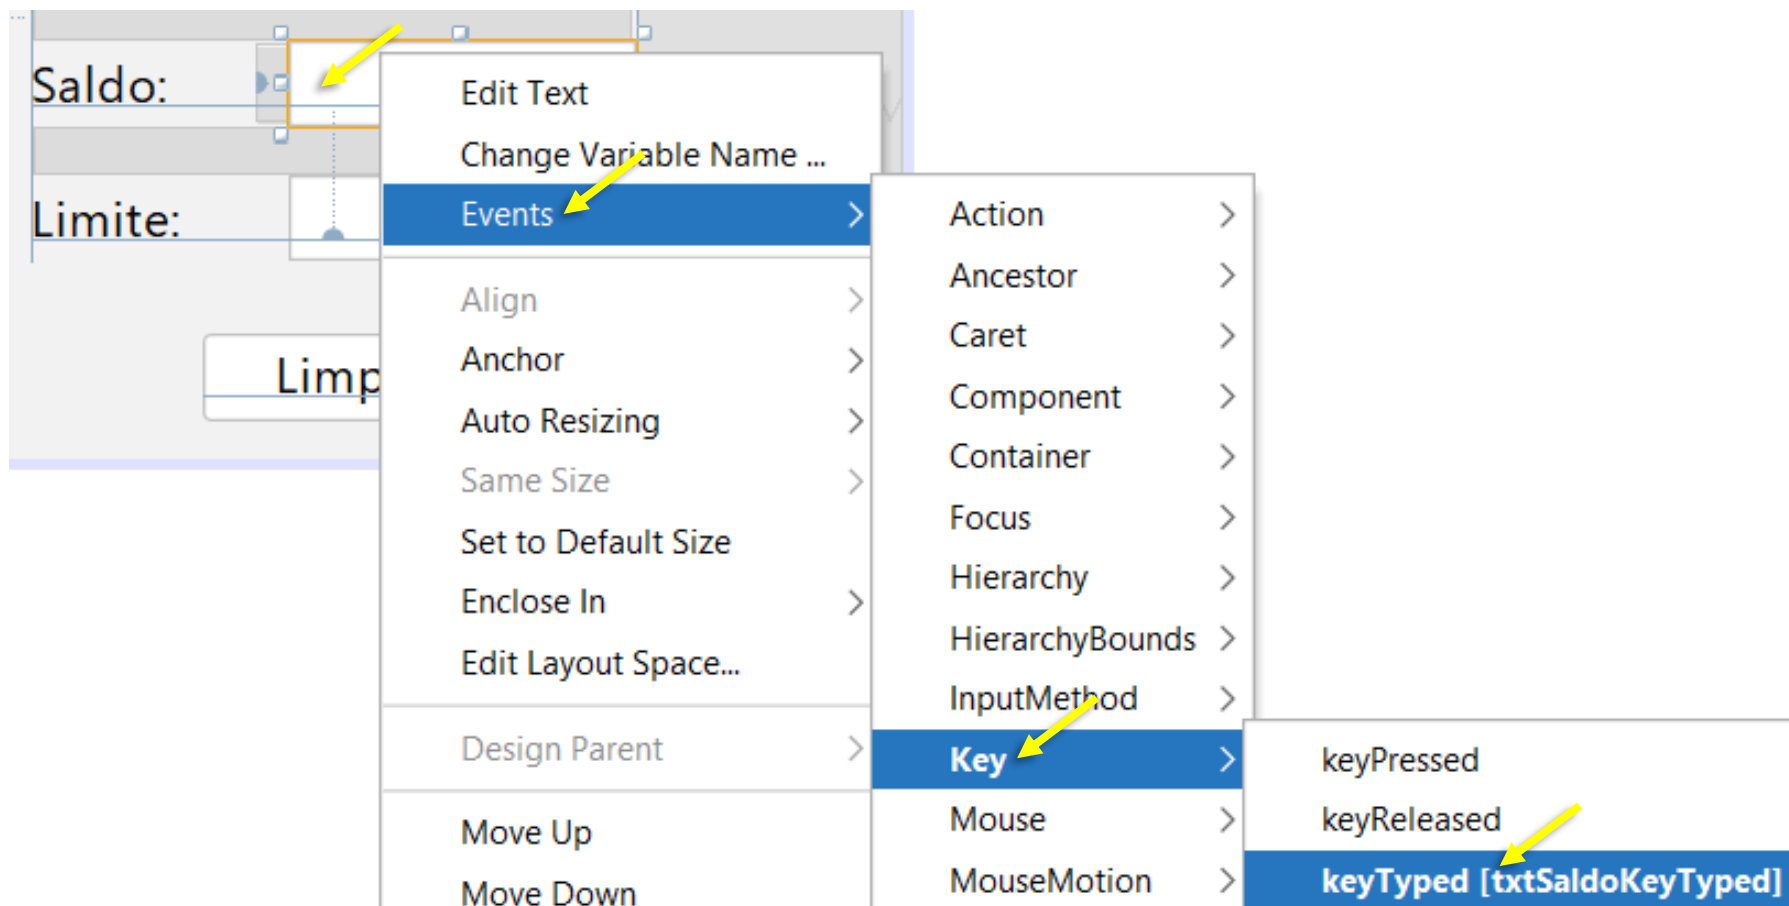 Saldo:
Limite:
Limp
Edit Text
Change Variable Name ...
Events
Align
Anchor
Auto Resizing
Same Size
Set to Default Size
Enclose In
Edit Layout Space...
Design Parent
Move Up
Move Down
Action
Ancestor
Caret
Component
Container
Focus
Hierarchy
HierarchyBounds
InputMethod
Key
Mouse
MouseMotion
keyPressed
keyReleased
keyTyped [txtSaldoKeyTyped]